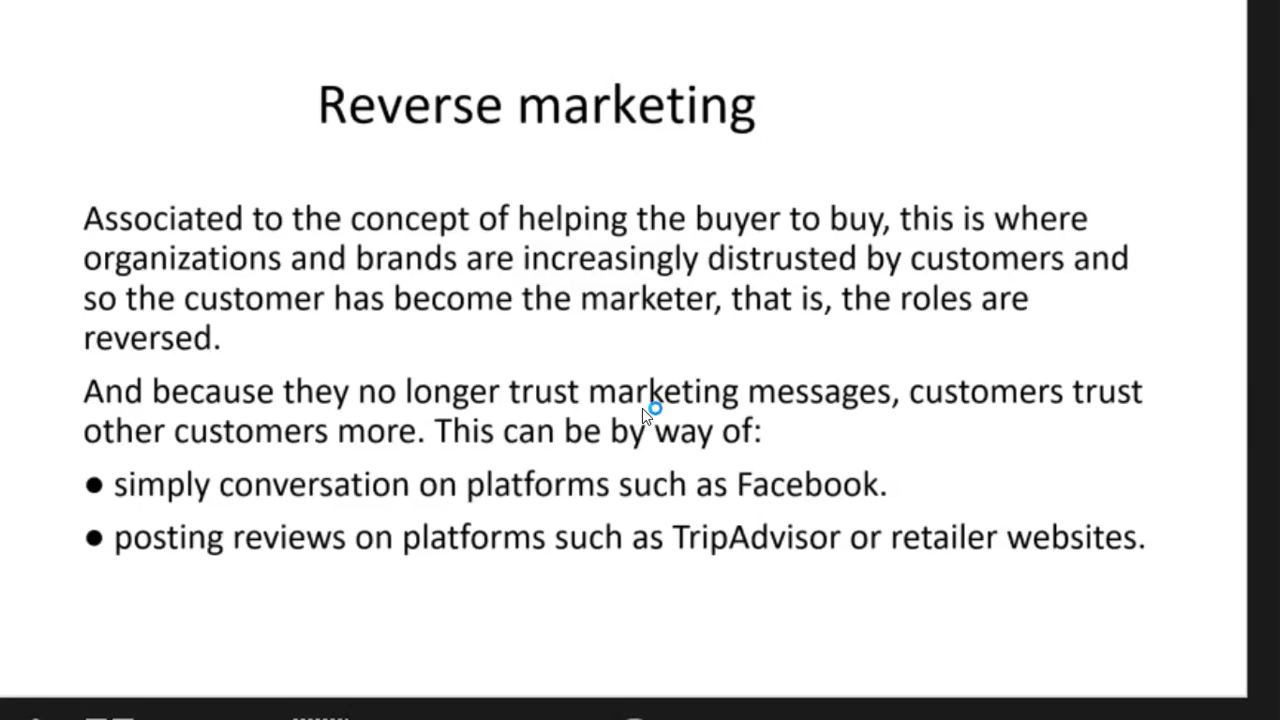 Reverse marketing
Associated to the concept of helping the buyer to buy, this is where
organizations and brands are increasingly distrusted by customers and
so the customer has become the marketer, that is, the roles are
reversed.
And because they no longer trust marketing messages, customers trust
other customers more. This can be by way of:
● simply conversation on platforms such as Facebook.
● posting reviews on platforms such as TripAdvisor or retailer websites.